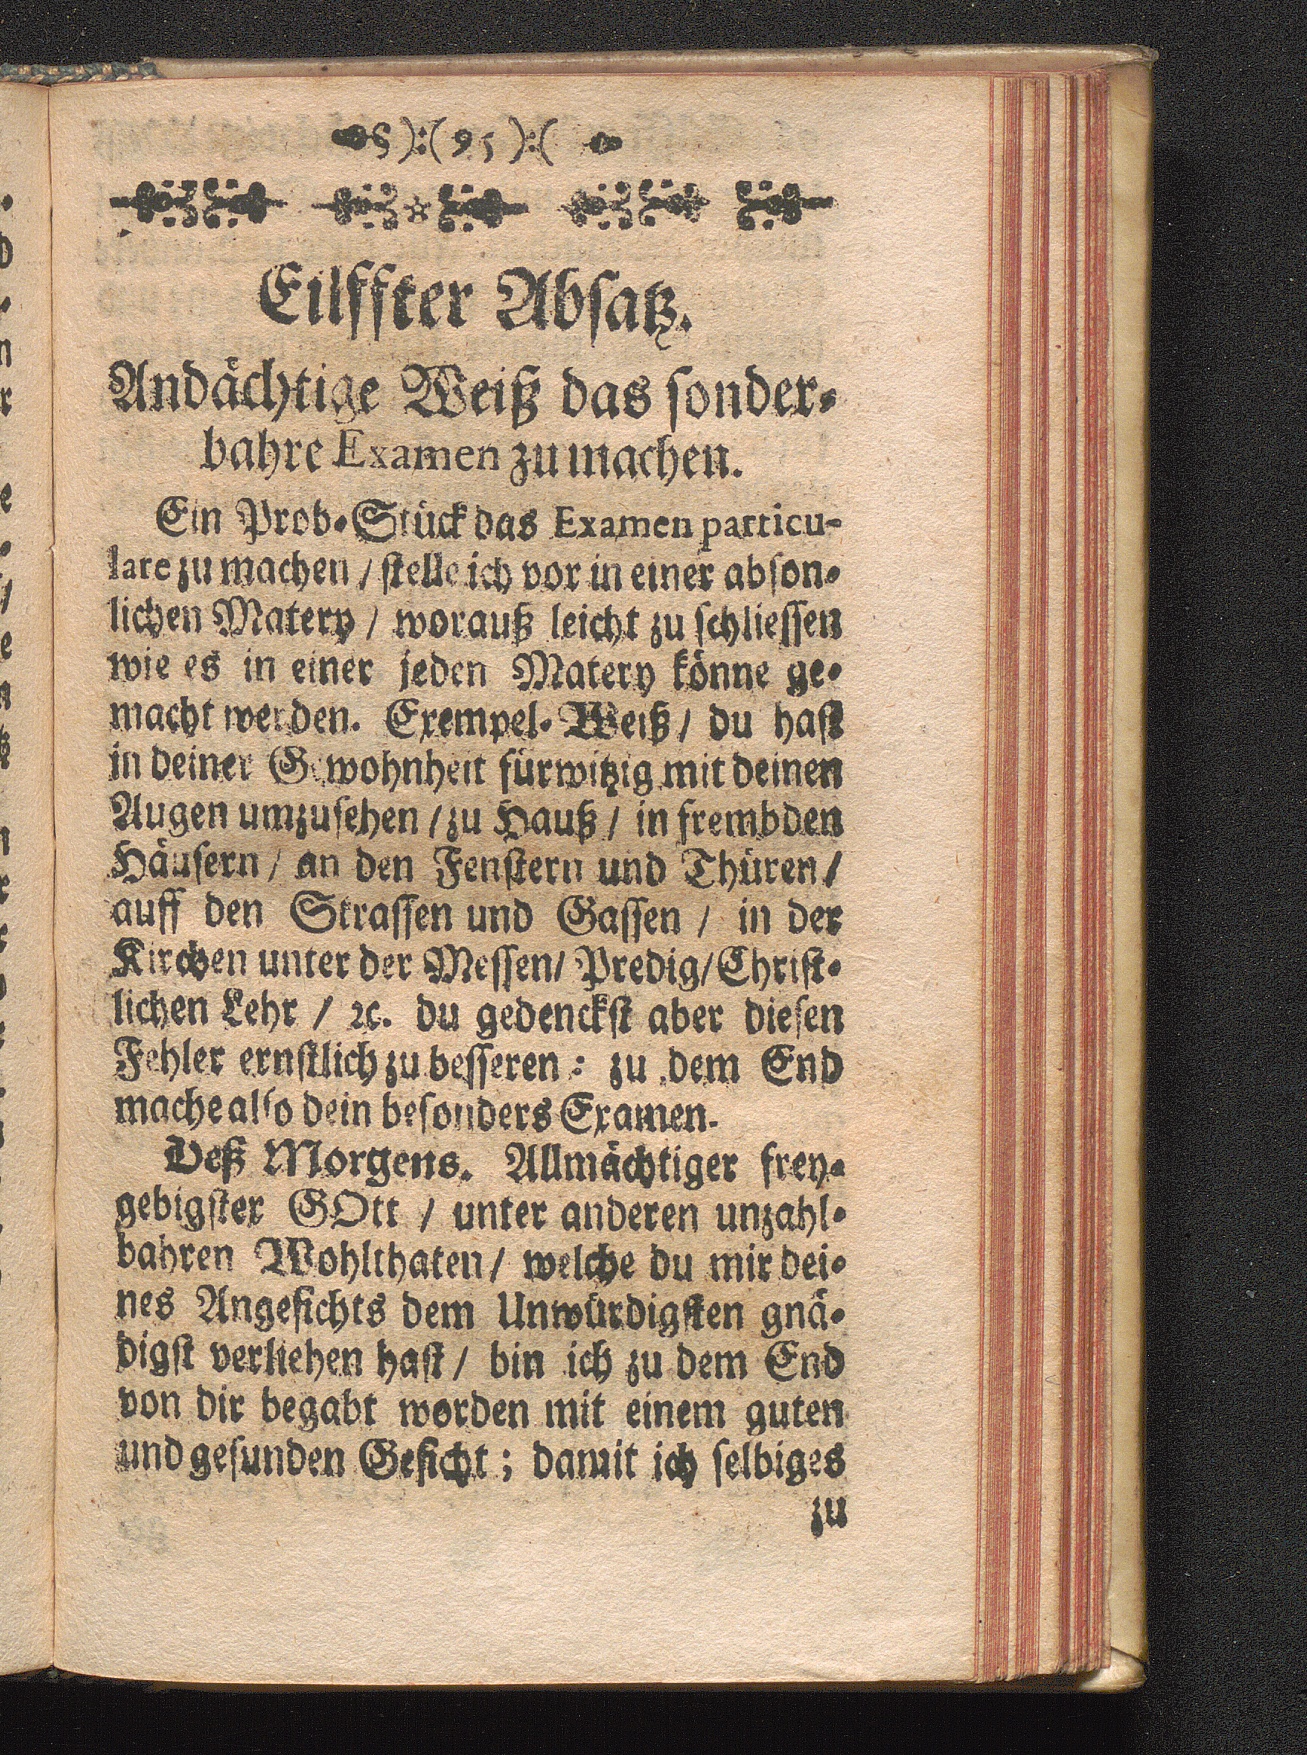 ):( 95 ):(
Eilffter Absatz.
Andächtige Weiß das sonder-
bahre Examen zu machen.
Ein Prob-Stück das Examen particu-
lare zu machen / stelle ich vor in einer abson-
lichen Matery / worauß leicht zu schliessen
wie es in einer jeden Matery könne ge-
macht werden. Exempel-Weiß / du hast
in deiner Gewohnheit fürwitzig mit deinen
Augen umzusehen / zu Hauß / in frembden
Häusern / an den Fenstern und Thüren /
auff den Strassen und Gassen / in der
Kirchen unter der Messen / Predig / Christ-
lichen Lehr / ꝛc. du gedenckst aber diesen
Fehler ernstlich zu besseren : zu dem End
mache also dein besonders Examen.
Deß Morgens. Allmächtiger frey-
gebigster GOtt / unter anderen unzahl-
bahren Wohlthaten / welche du mir dei-
nes Angesichts dem Unwürdigsten gnä-
digst verliehen hast / bin ich zu dem End
von dir begabt worden mit einem guten
und gesunden Gesicht ; damit ich selbiges
zu